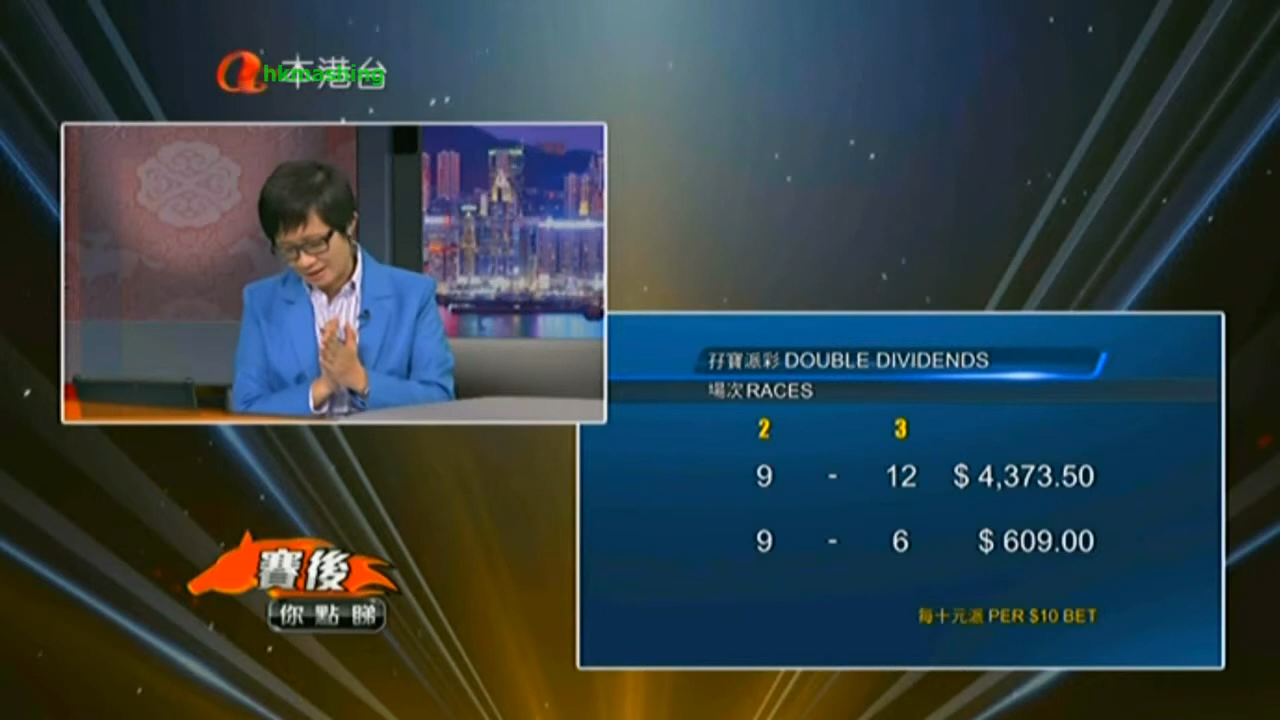 本港台
hkmashing
孖寶派彩 DOUBLE DIVIDENDS
場次 RACES
2 3
9 - 12 $ 4,373.50
9 - 6 $ 609.00
每十元派 PER $10 BET
賽後
你點睇